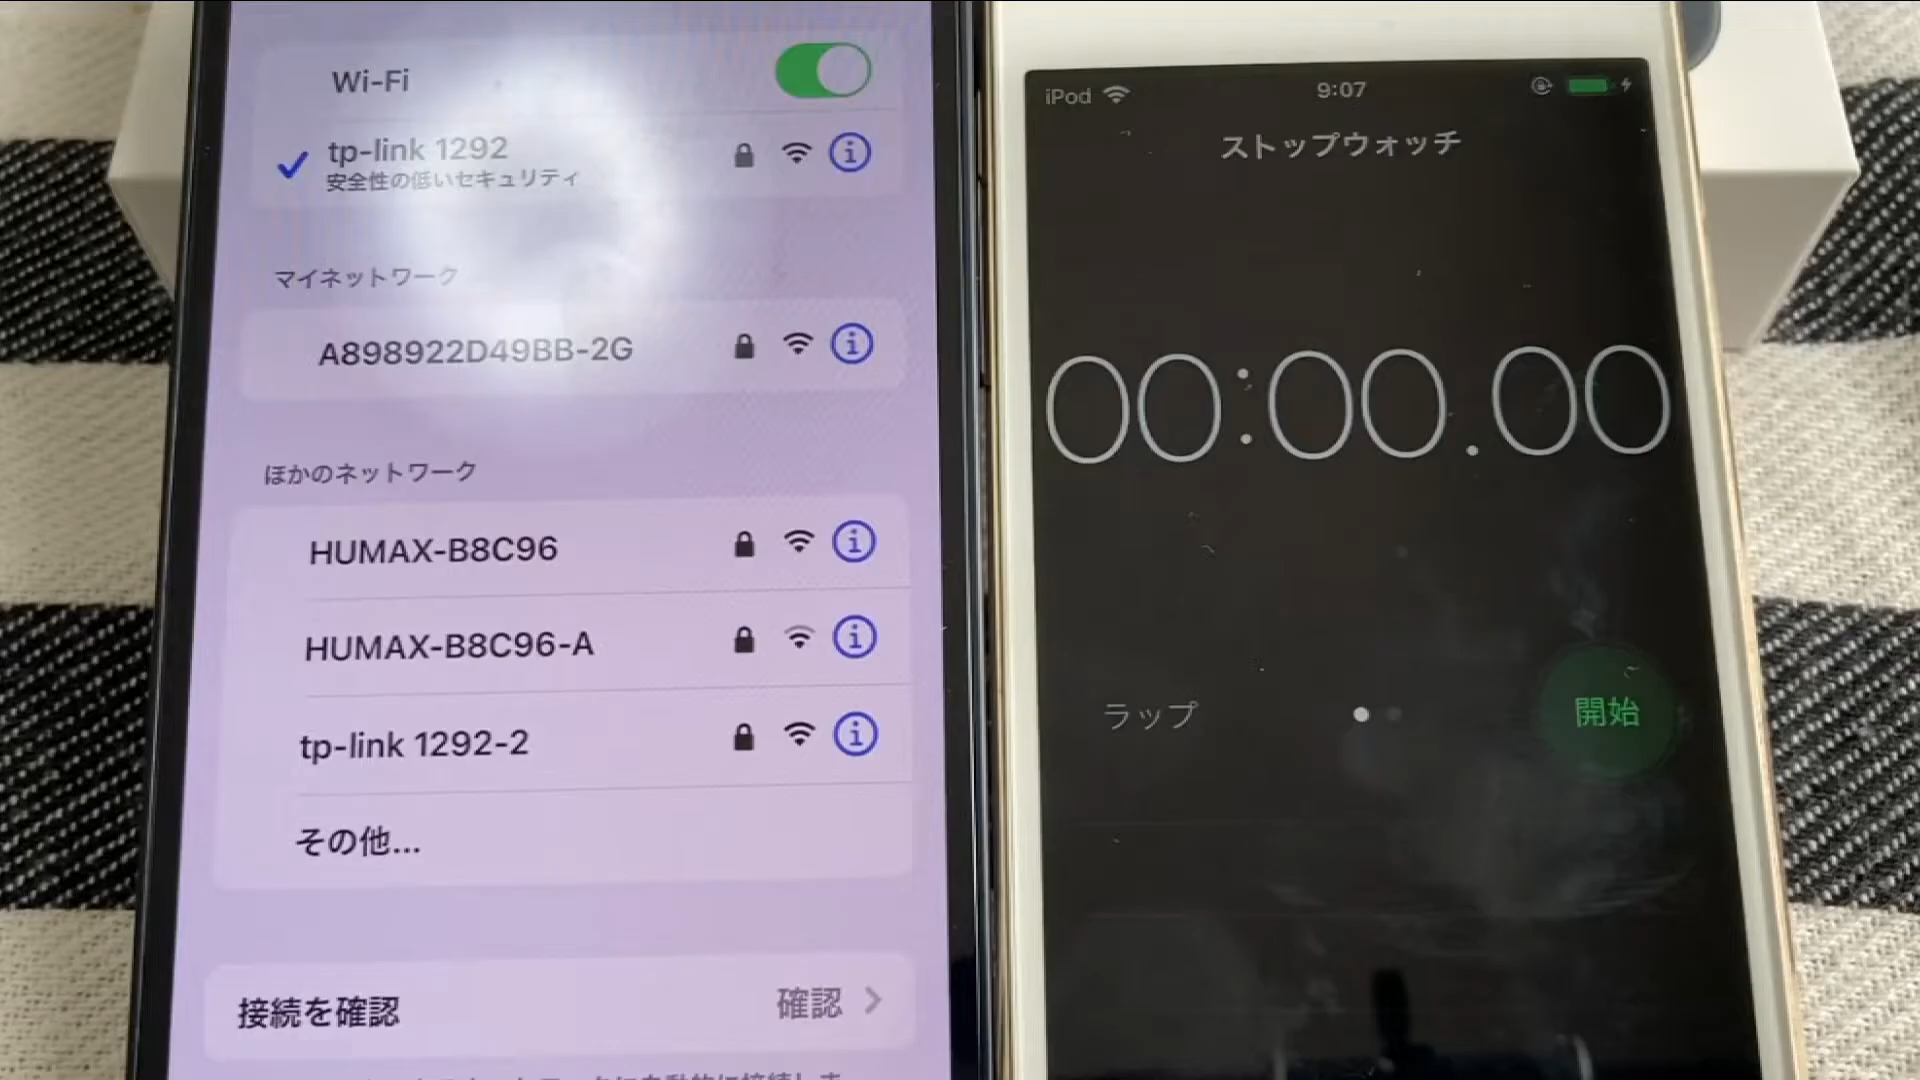 Wi-Fi
tp-link 1292
安全性の低いセキュリティ
マイネットワーク
A898922D49BB-2G
ほかのネットワーク
HUMAX-B8C96
HUMAX-B8C96-A
tp-link 1292-2
その他...
接続を確認
確認
iPod
9:07
ストップウォッチ
00:00.00
ラップ
開始